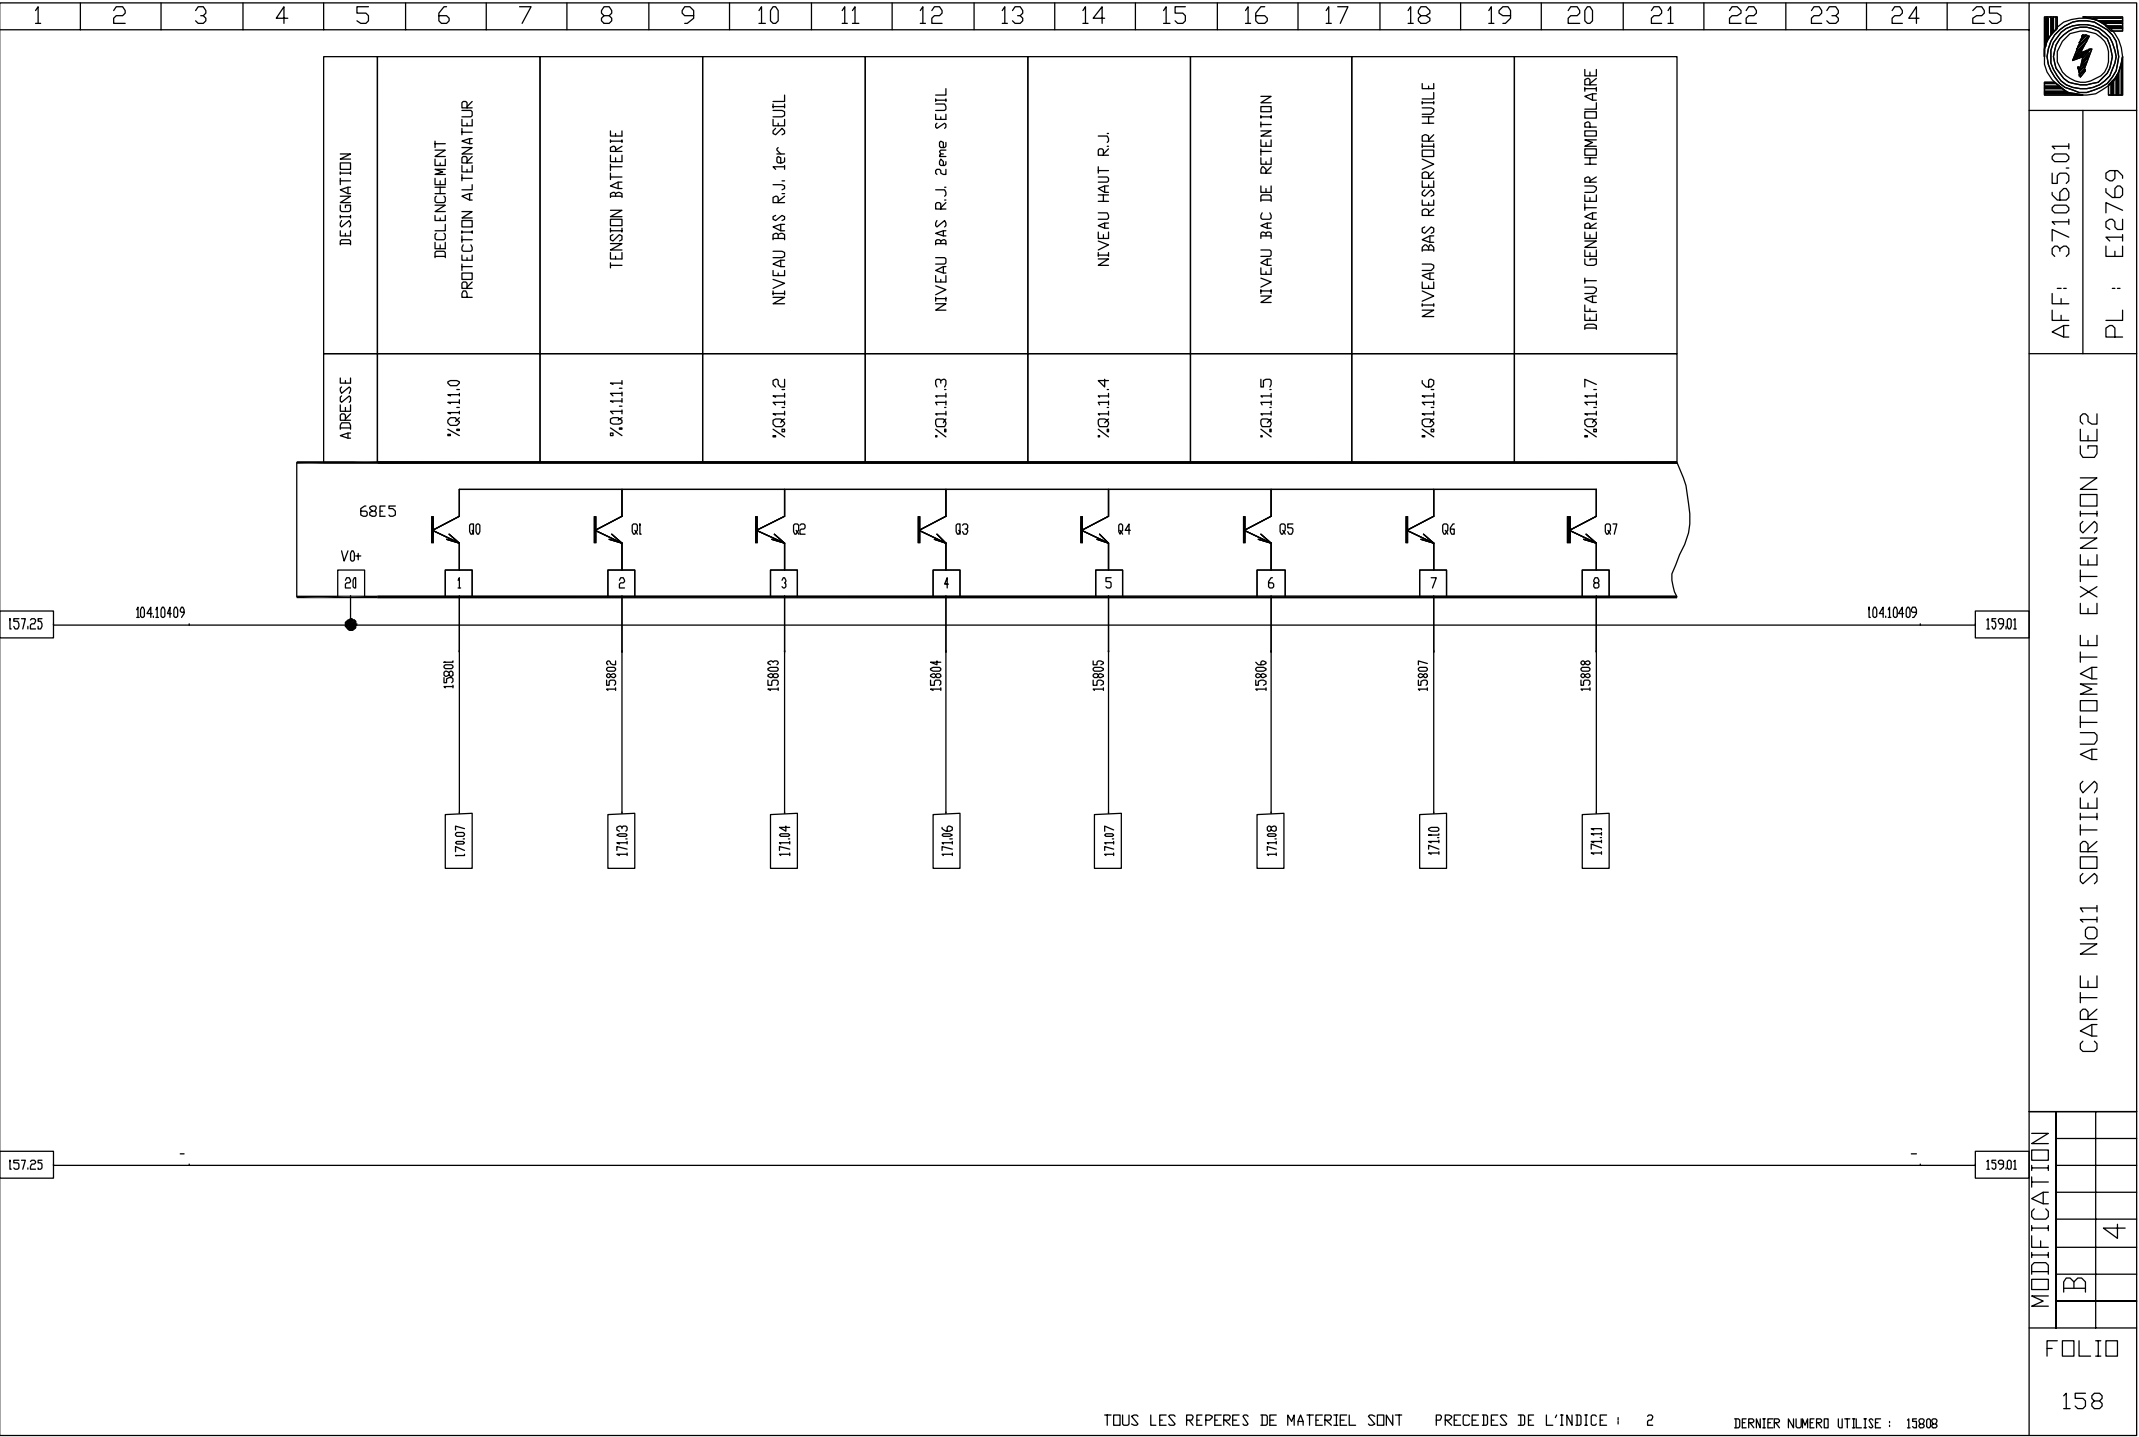 1 2 3 4 5 6 7 8 9 10 11 12 13 14 15 16 17 18 19 20 21 22 23 24 25
DESIGNATION
DECLENCHEMENT
PROTECTION ALTERNATEUR
TENSION BATTERIE
NIVEAU BAS R.J. 1er SEUIL
NIVEAU BAS R.J. 2eme SEUIL
NIVEAU HAUT R.J.
NIVEAU BAC DE RETENTION
NIVEAU BAS RESERVOIR HUILE
DEFAUT GENERATEUR HOMOPOLAIRE
ADRESSE
%Q1.11.0
%Q1.11.1
%Q1.11.2
%Q1.11.3
%Q1.11.4
%Q1.11.5
%Q1.11.6
%Q1.11.7
68E5
Q0 Q1 Q2 Q3 Q4 Q5 Q6 Q7
V0+
20 1 2 3 4 5 6 7 8
157.25 104.10409 104.10409 159.01
15801
15802
15803
15804
15805
15806
15807
15808
170.07
171.03
171.04
171.06
171.07
171.08
171.10
171.11
157.25 - - 159.01
TOUS LES REPERES DE MATERIEL SONT PRECEDES DE L'INDICE : 2
DERNIER NUMERO UTILISE : 15808
AFF: 371065.01
PL : E12769
CARTE No11 SORTIES AUTOMATE EXTENSION GE2
MODIFICATION
B
4
FOLIO
158